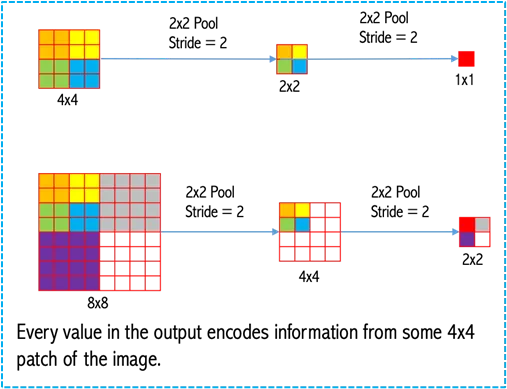 2x2 Pool
Stride = 2
2x2 Pool
Stride = 2
4x4
2x2
1x1
2x2 Pool
Stride = 2
2x2 Pool
Stride = 2
8x8
4x4
2x2
Every value in the output encodes information from some 4x4
patch of the image.